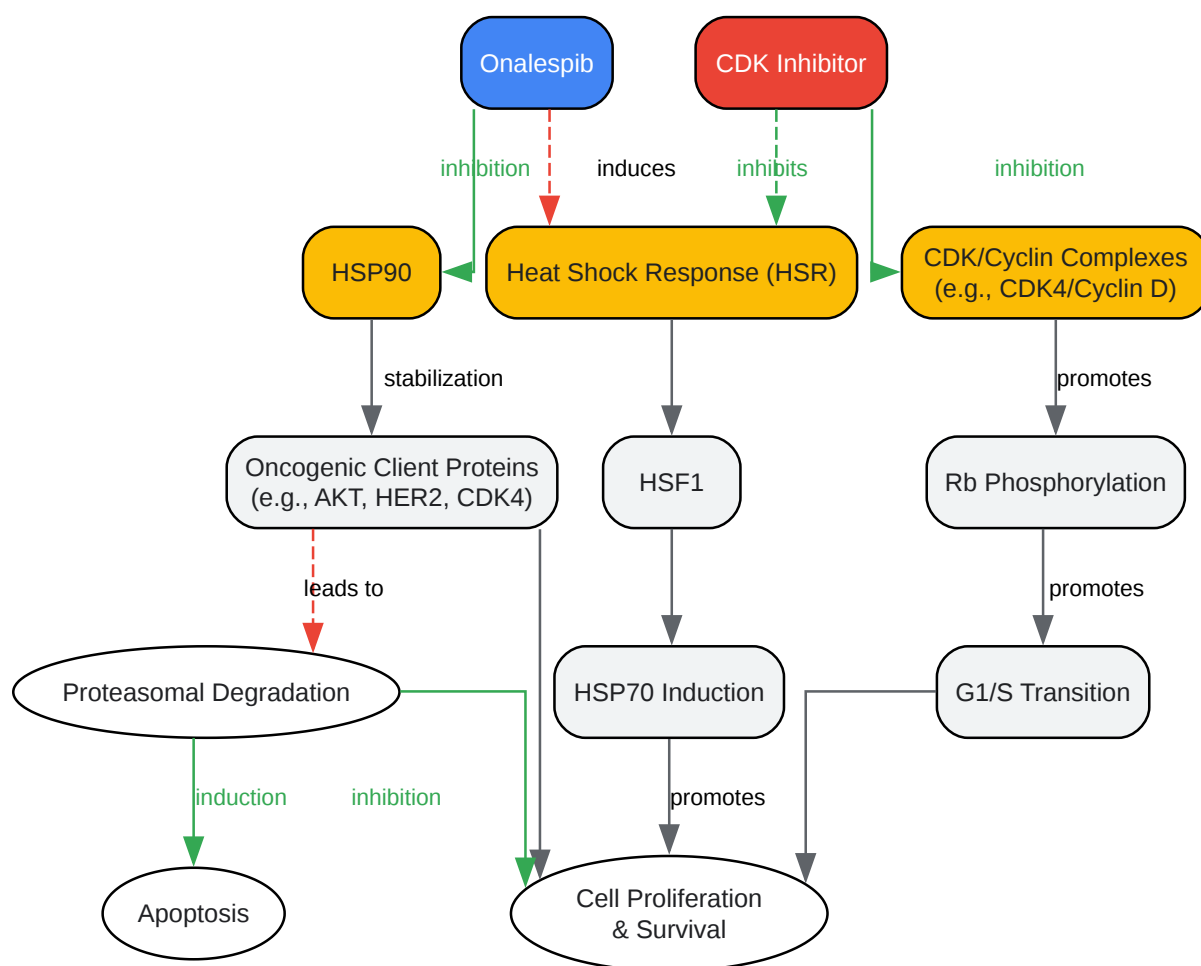 Onalespib
CDK Inhibitor
inhibition
induces
inhibits
inhibition
HSP90
Heat Shock Response (HSR)
CDK/Cyclin Complexes
(e.g., CDK4/Cyclin D)
stabilization
promotes
Oncogenic Client Proteins
(e.g., AKT, HER2, CDK4)
HSF1
Rb Phosphorylation
leads to
promotes
Proteasomal Degradation
HSP70 Induction
G1/S Transition
induction
inhibition
promotes
Apoptosis
Cell Proliferation
& Survival